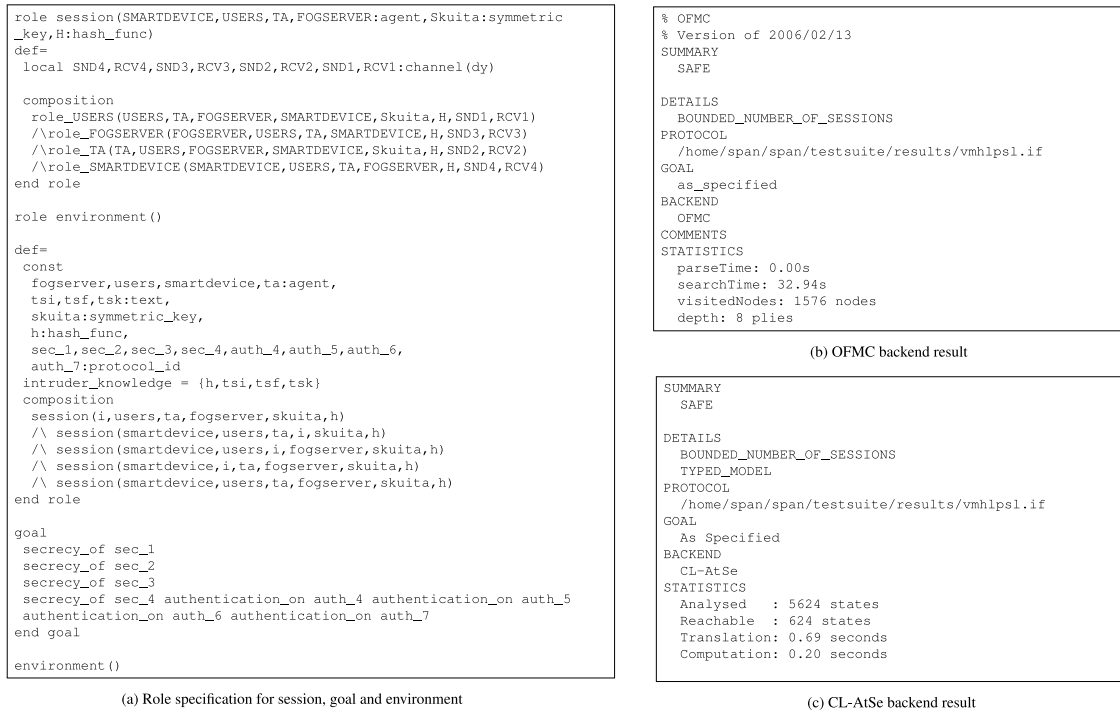 role session(SMARTDEVICE,USERS,TA,FOGSERVER:agent,Skuita:symmetric
_key,H:hash_func)
def=
local SND4,RCV4,SND3,RCV3,SND2,RCV2,SND1,RCV1:channel(dy)
composition
role_USERS(USERS,TA,FOGSERVER,SMARTDEVICE,Skuita,H,SND1,RCV1)
/\role_FOGSERVER(FOGSERVER,USERS,TA,SMARTDEVICE,H,SND3,RCV3)
/\role_TA(TA,USERS,FOGSERVER,SMARTDEVICE,Skuita,H,SND2,RCV2)
/\role_SMARTDEVICE(SMARTDEVICE,USERS,TA,FOGSERVER,H,SND4,RCV4)
end role
role environment()
def=
const
fogserver,users,smartdevice,ta:agent,
tsi,tsf,tsk:text,
skuita:symmetric_key,
h:hash_func,
sec_1,sec_2,sec_3,sec_4,auth_4,auth_5,auth_6,
auth_7:protocol_id
intruder_knowledge = {h,tsi,tsf,tsk}
composition
session(i,users,ta,fogserver,skuita,h)
/\ session(smartdevice,users,ta,i,skuita,h)
/\ session(smartdevice,users,i,fogserver,skuita,h)
/\ session(smartdevice,i,ta,fogserver,skuita,h)
/\ session(smartdevice,users,ta,fogserver,skuita,h)
end role
goal
secrecy_of sec_1
secrecy_of sec_2
secrecy_of sec_3
secrecy_of sec_4 authentication_on auth_4 authentication_on auth_5
authentication_on auth_6 authentication_on auth_7
end goal
environment()
(a) Role specification for session, goal and environment
% OFMC
% Version of 2006/02/13
SUMMARY
SAFE
DETAILS
BOUNDED_NUMBER_OF_SESSIONS
PROTOCOL
/home/span/span/testsuite/results/vmhlpsl.if
GOAL
as_specified
BACKEND
OFMC
COMMENTS
STATISTICS
parseTime: 0.00s
searchTime: 32.94s
visitedNodes: 1576 nodes
depth: 8 plies
(b) OFMC backend result
SUMMARY
SAFE
DETAILS
BOUNDED_NUMBER_OF_SESSIONS
TYPED_MODEL
PROTOCOL
/home/span/span/testsuite/results/vmhlpsl.if
GOAL
As Specified
BACKEND
CL-AtSe
STATISTICS
Analysed : 5624 states
Reachable : 624 states
Translation: 0.69 seconds
Computation: 0.20 seconds
(c) CL-AtSe backend result